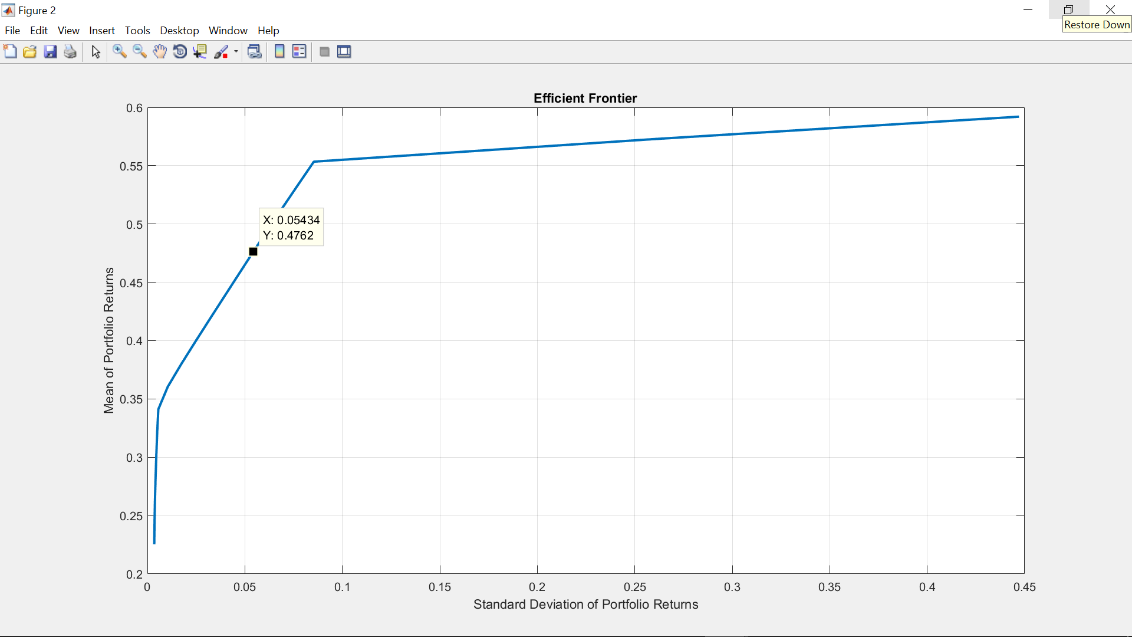 Figure 2
Restore Down
File Edit View Insert Tools Desktop Window Help
Efficient Frontier
0.6
0.55
0.5
0.45
0.4
0.35
0.3
0.25
0.2
Mean of Portfolio Returns
X: 0.05434
Y: 0.4762
0 0.05 0.1 0.15 0.2 0.25 0.3 0.35 0.4 0.45
Standard Deviation of Portfolio Returns